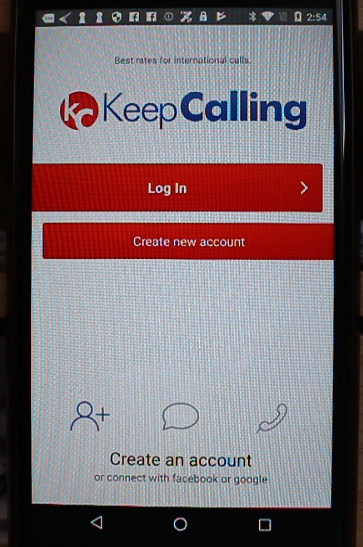 2:54
Best rates for international calls.
KeepCalling
Log In
Create new account
Create an account
or connect with facebook or google